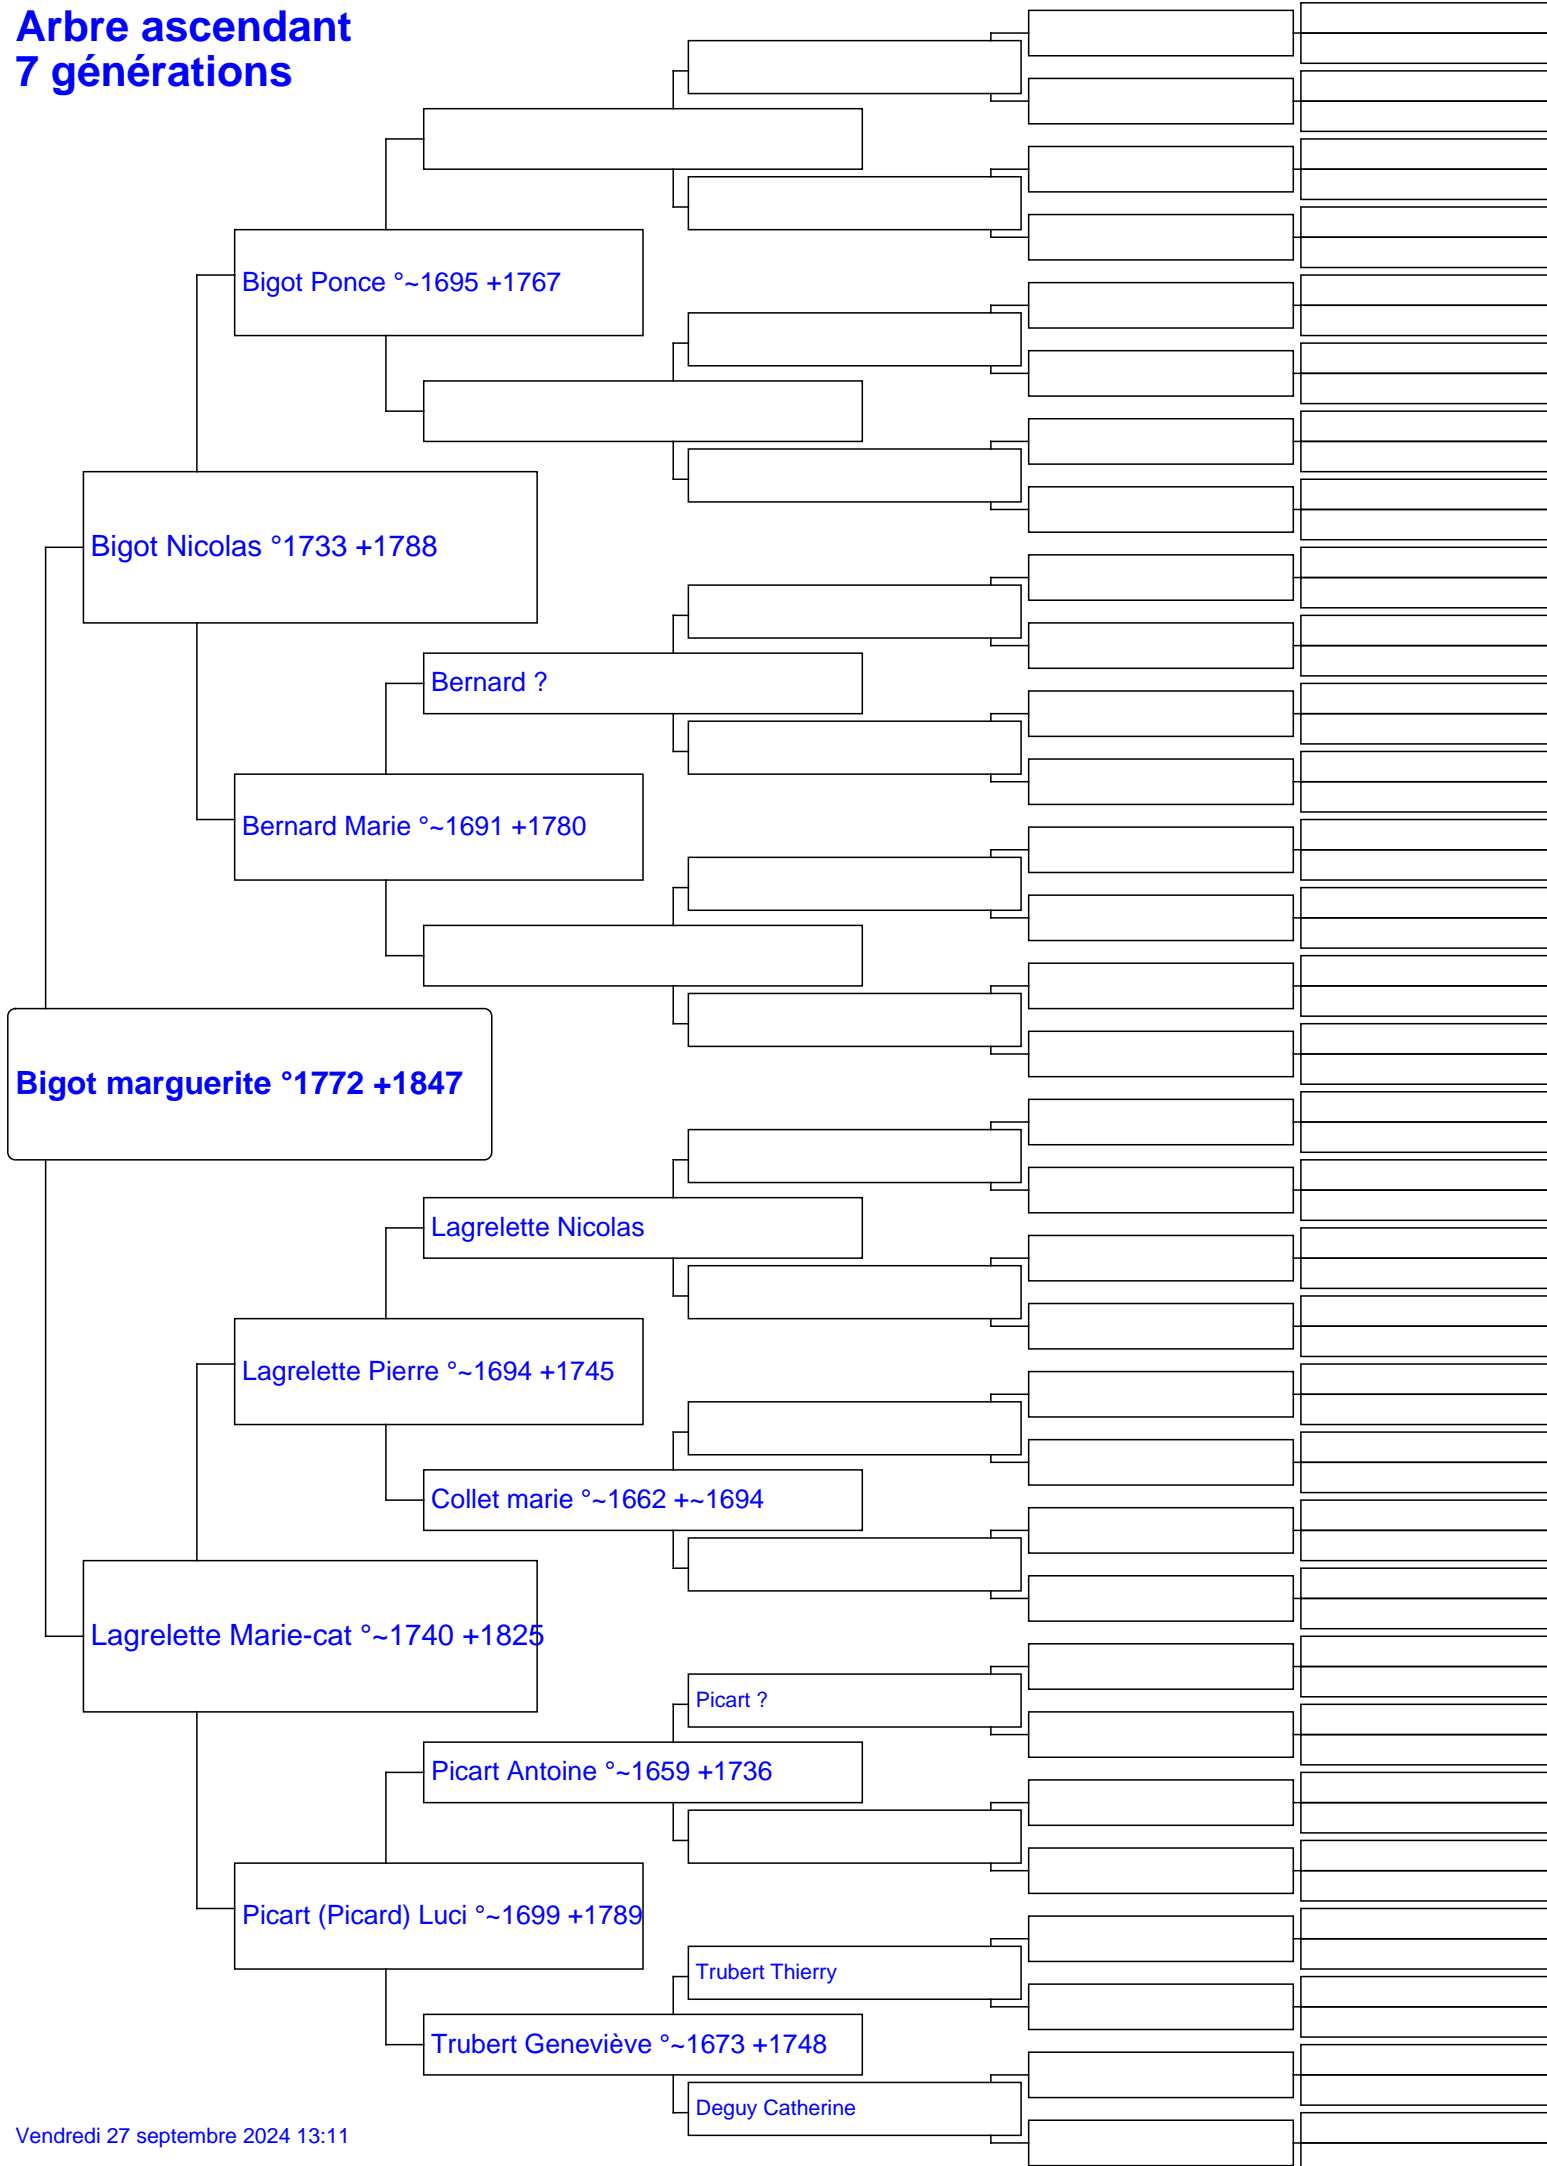 Arbre ascendant
7 générations
Bigot Ponce °~1695 +1767
Bigot Nicolas °1733 +1788
Bernard ?
Bernard Marie °~1691 +1780
Bigot marguerite °1772 +1847
Lagrelette Nicolas
Lagrelette Pierre °~1694 +1745
Collet marie °~1662 +~1694
Lagrelette Marie-cat °~1740 +1825
Picart ?
Picart Antoine °~1659 +1736
Picart (Picard) Luci °~1699 +1789
Trubert Thierry
Trubert Geneviève °~1673 +1748
Deguy Catherine
Vendredi 27 septembre 2024 13:11